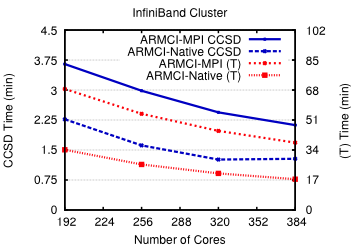 InfiniBand Cluster
4.5
3.75
3
2.25
1.5
0.75
0
102
85
68
51
34
17
0
ARMCI-MPI CCSD
ARMCI-Native CCSD
ARMCI-MPI (T)
ARMCI-Native (T)
CCSD Time (min)
(T) Time (min)
192 224 256 288 320 352 384
Number of Cores